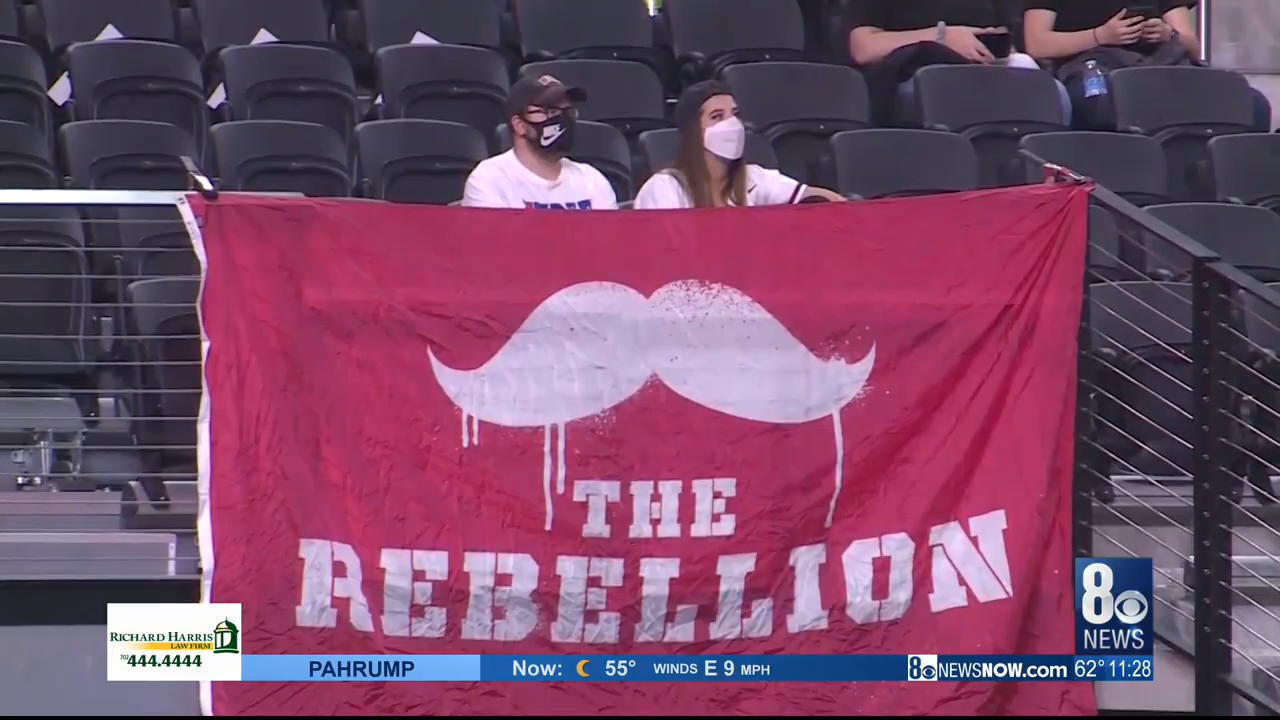 THE
REBELLION
8
NEWS
RICHARD HARRIS
LAW FIRM
702 444.4444
PAHRUMP
Now: 55° WINDS E 9 MPH
8 NEWSNOW.com 62° 11:28